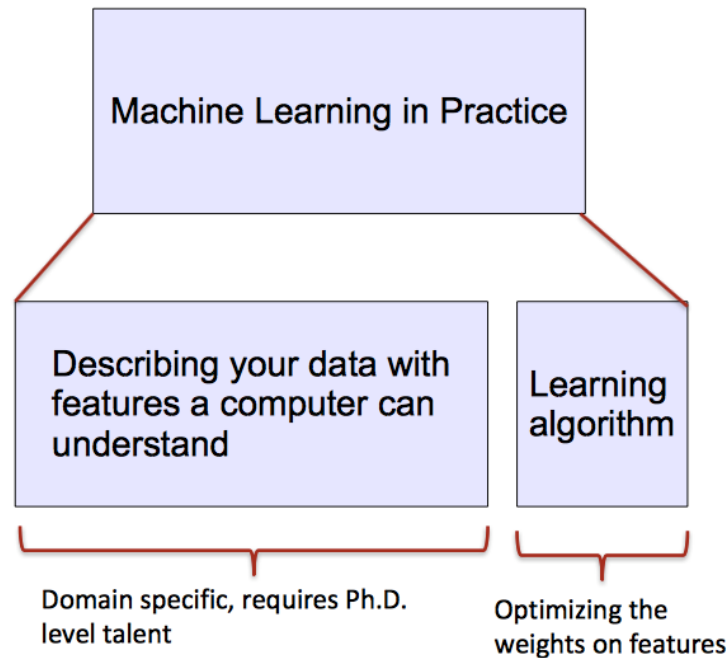 Machine Learning in Practice
Describing your data with
features a computer can
understand
Learning
algorithm
Domain specific, requires Ph.D.
level talent
Optimizing the
weights on features